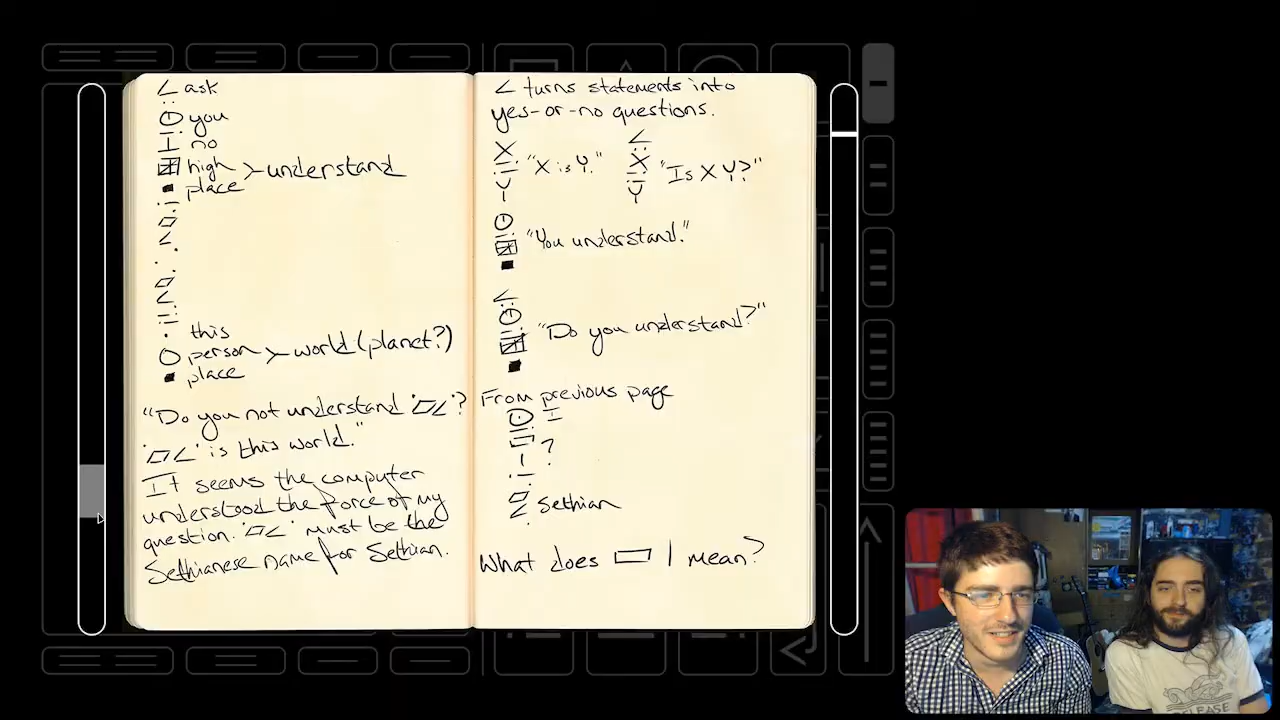 ask
you
no
high
place
understand
this
person
place
world (planet?)
"Do you not understand '▱<'?
'▱<' is this world."
It seems the computer
understood the force of my
question. '▱<' must be the
Sethianese name for Sethian.
< turns statements into
yes-or-no questions.
X
Y
"X is Y."
X
Y
"Is X Y?"
"You understand."
"Do you understand?"
From previous page
I
?
?
Sethian
What does ▭ | mean?
RELEASE